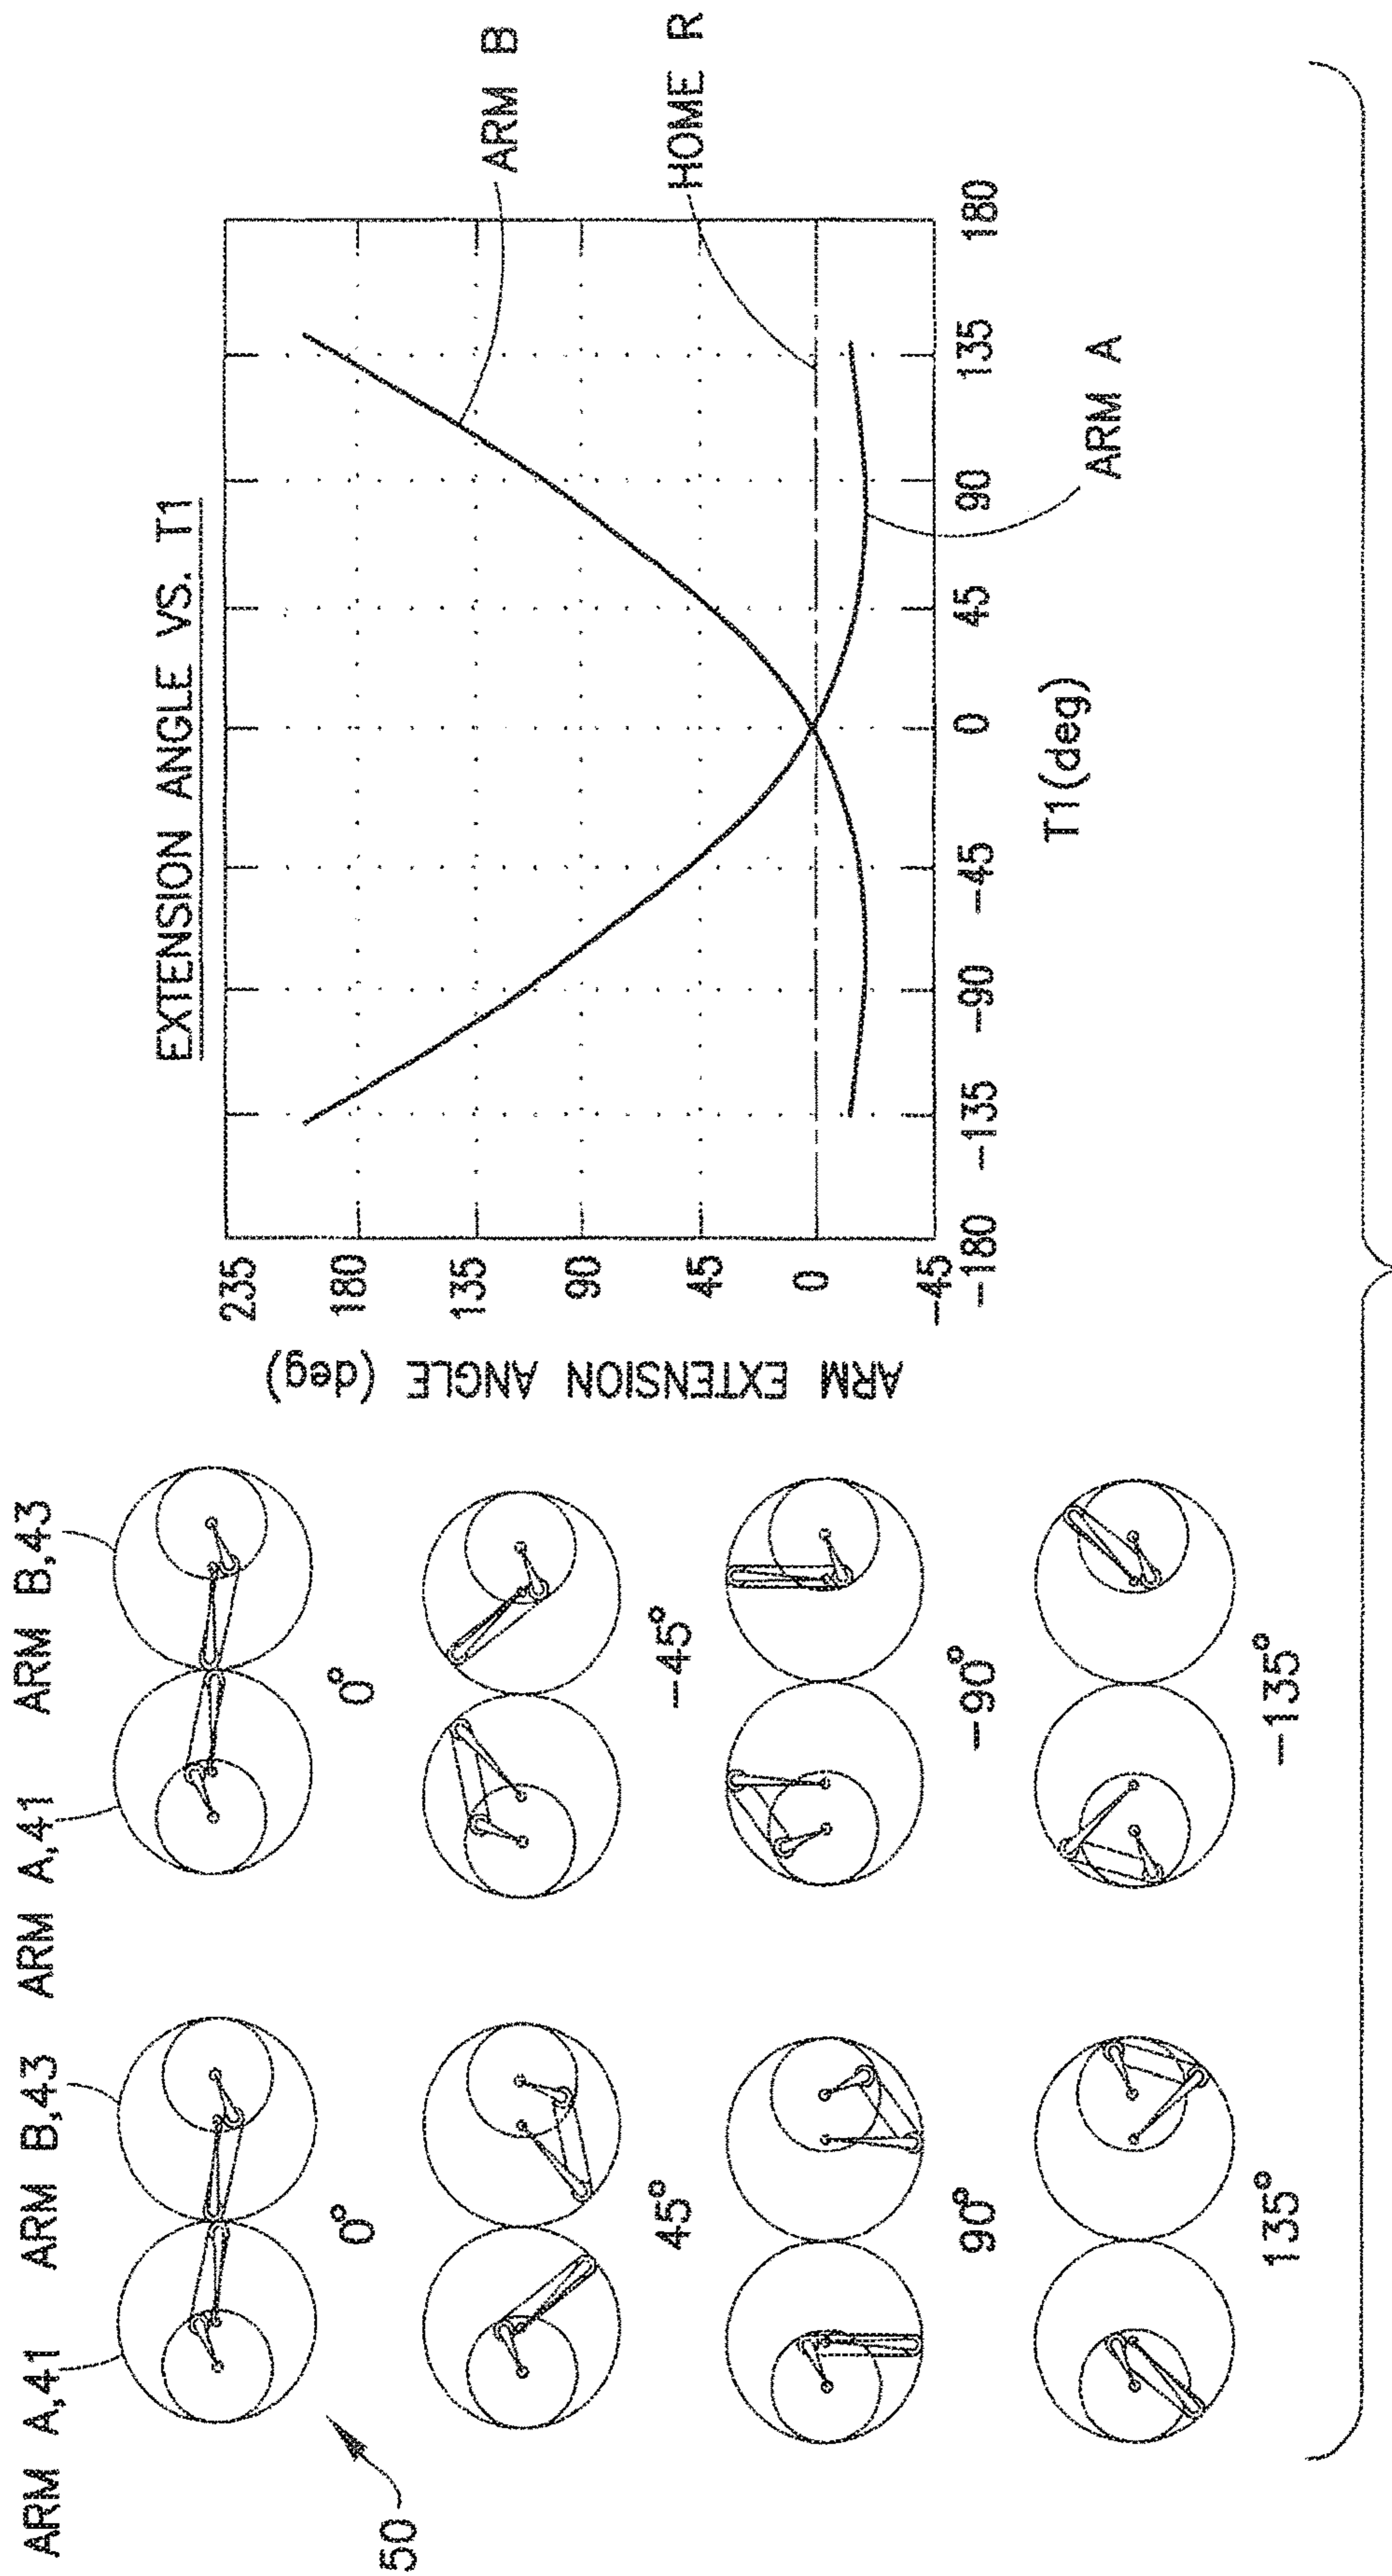 ARM A,41 ARM B,43 ARM A,41 ARM B,43
50
0°
45°
90°
135°
0°
-45°
-90°
-135°
EXTENSION ANGLE VS. T1
ARM EXTENSION ANGLE (deg)
235
180
135
90
45
0
-45
-180 -135 -90 -45 0 45 90 135 180
T1(deg)
ARM B
HOME R
ARM A